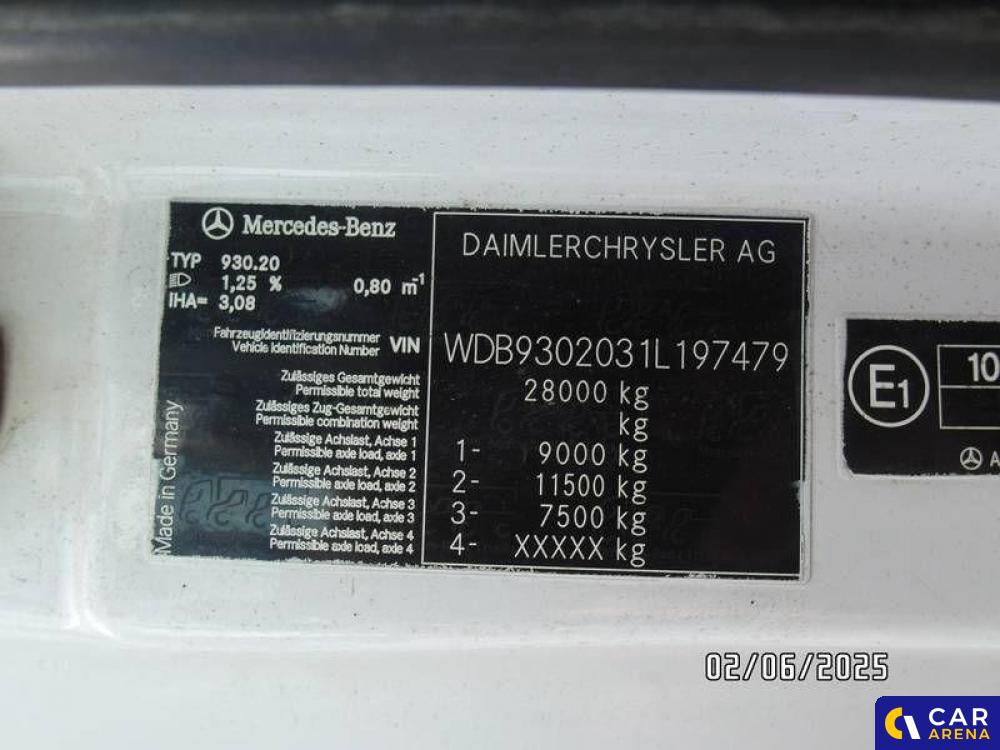 Mercedes-Benz
TYP 930.20
1,25 % 0,80 m-1
IHA= 3,08
Fahrzeugidentifizierungsnummer
Vehicle Identification Number VIN
Zulässiges Gesamtgewicht
Permissible total weight
Zulässiges Zug-Gesamtgewicht
Permissible combination weight
Zulässige Achslast, Achse 1
Permissible axle load, axle 1
Zulässige Achslast, Achse 2
Permissible axle load, axle 2
Zulässige Achslast, Achse 3
Permissible axle load, axle 3
Zulässige Achslast, Achse 4
Permissible axle load, axle 4
Made in Germany
DAIMLERCHRYSLER AG
WDB9302031L197479
28000 kg
kg
1- 9000 kg
2- 11500 kg
3- 7500 kg
4- XXXXX kg
E1
10
A
02/06/2025
CAR
ARENA